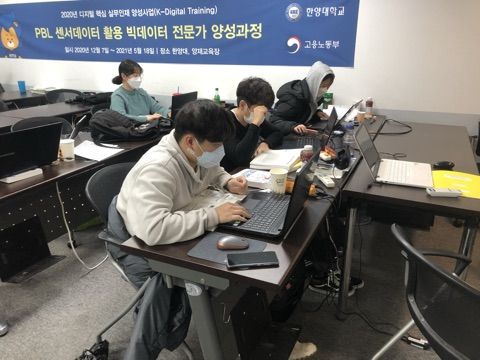 2020년 디지털 핵심 실무인재 양성사업(K-Digital Training)
PBL 센서데이터 활용 빅데이터 전문가 양성과정
일시 2020년 12월 7일 ~ 2021년 5월 18일 | 장소 한양대, 양재교육장
한양대학교
고용노동부